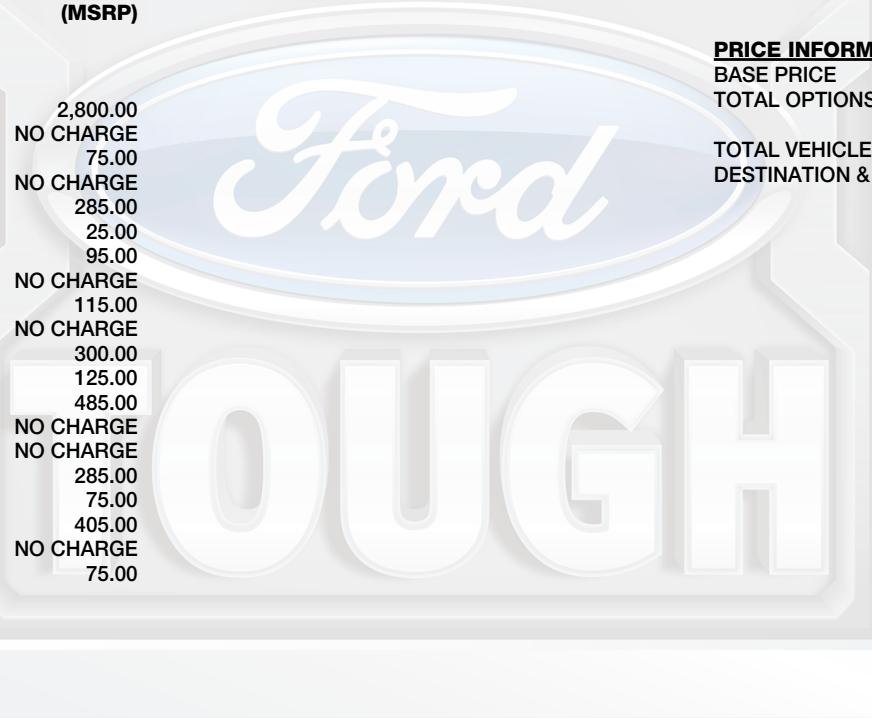 (MSRP)
2,800.00
NO CHARGE
75.00
NO CHARGE
285.00
25.00
95.00
NO CHARGE
115.00
NO CHARGE
300.00
125.00
485.00
NO CHARGE
NO CHARGE
285.00
75.00
405.00
NO CHARGE
75.00
PRICE INFORM
BASE PRICE
TOTAL OPTIONS
TOTAL VEHICLE
DESTINATION &
Ford
TOUGH